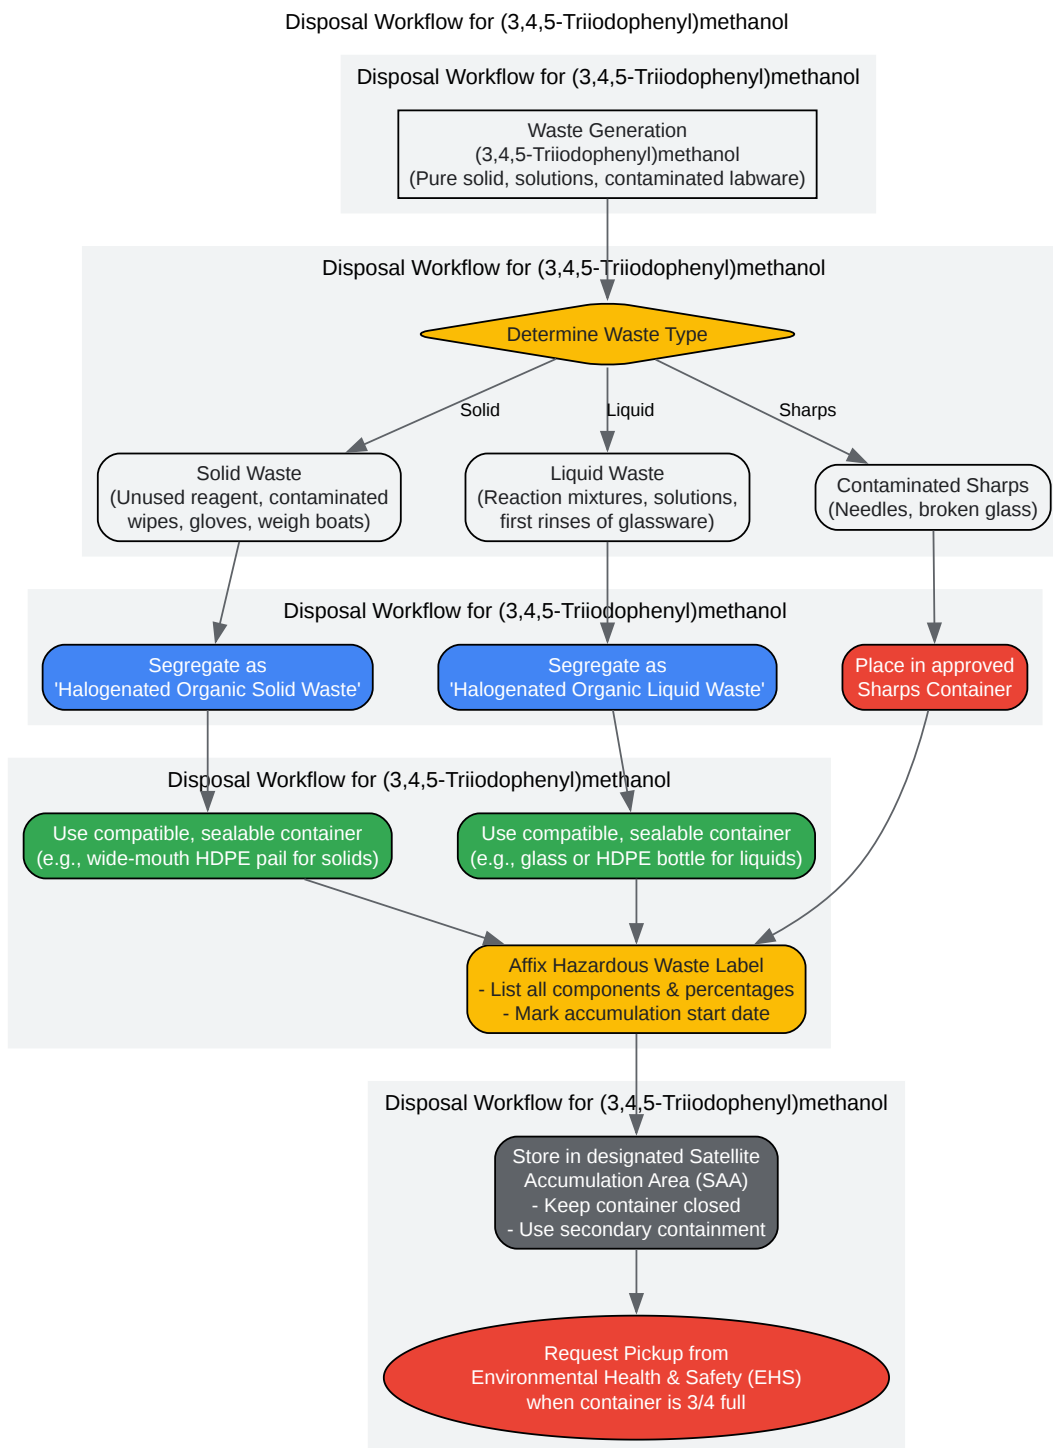 Disposal Workflow for (3,4,5-Triiodophenyl)methanol
Disposal Workflow for (3,4,5-Triiodophenyl)methanol
Waste Generation
(3,4,5-Triiodophenyl)methanol
(Pure solid, solutions, contaminated labware)
Disposal Workflow for (3,4,5-Triiodophenyl)methanol
Determine Waste Type
Solid
Liquid
Sharps
Solid Waste
(Unused reagent, contaminated
wipes, gloves, weigh boats)
Liquid Waste
(Reaction mixtures, solutions,
first rinses of glassware)
Contaminated Sharps
(Needles, broken glass)
Disposal Workflow for (3,4,5-Triiodophenyl)methanol
Segregate as
'Halogenated Organic Solid Waste'
Segregate as
'Halogenated Organic Liquid Waste'
Place in approved
Sharps Container
Disposal Workflow for (3,4,5-Triiodophenyl)methanol
Use compatible, sealable container
(e.g., wide-mouth HDPE pail for solids)
Use compatible, sealable container
(e.g., glass or HDPE bottle for liquids)
Affix Hazardous Waste Label
- List all components & percentages
- Mark accumulation start date
Disposal Workflow for (3,4,5-Triiodophenyl)methanol
Store in designated Satellite
Accumulation Area (SAA)
- Keep container closed
- Use secondary containment
Request Pickup from
Environmental Health & Safety (EHS)
when container is 3/4 full